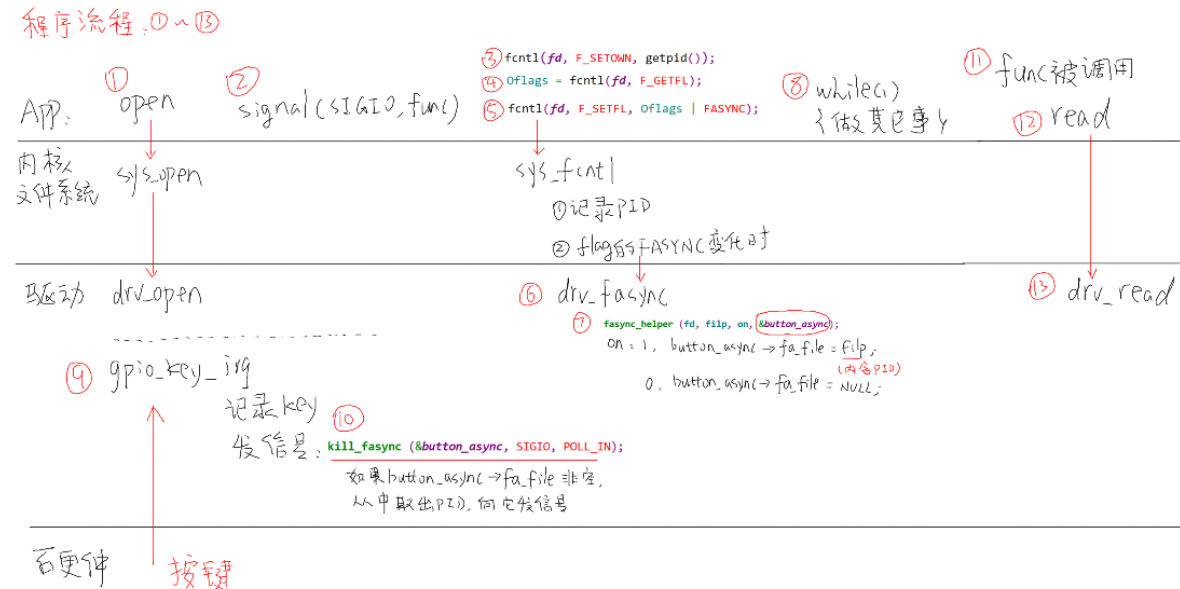 程序流程：①～⑬
App:
① open
② signal(SIGIO, func)
③ fcntl(fd, F_SETOWN, getpid());
④ Oflags = fcntl(fd, F_GETFL);
⑤ fcntl(fd, F_SETFL, Oflags | FASYNC);
⑧ while(1)
{做其它事}
⑪ func被调用
⑫ read
内核
文件系统
sys_open
sys_fcntl
①记录PID
② flag的FASYNC变化时
驱动
drv_open
⑥ drv_fasync
⑦ fasync_helper (fd, filp, on, &button_async);
on: 1, button_async→fa_file = filp;
(内含PID)
0, button_async→fa_file = NULL;
⑬ drv_read
⑨ gpio_key_irq
记录key
发信号: ⑩ kill_fasync (&button_async, SIGIO, POLL_IN);
如果button_async→fa_file非空,
从中取出PID,向它发信号
硬件
按键